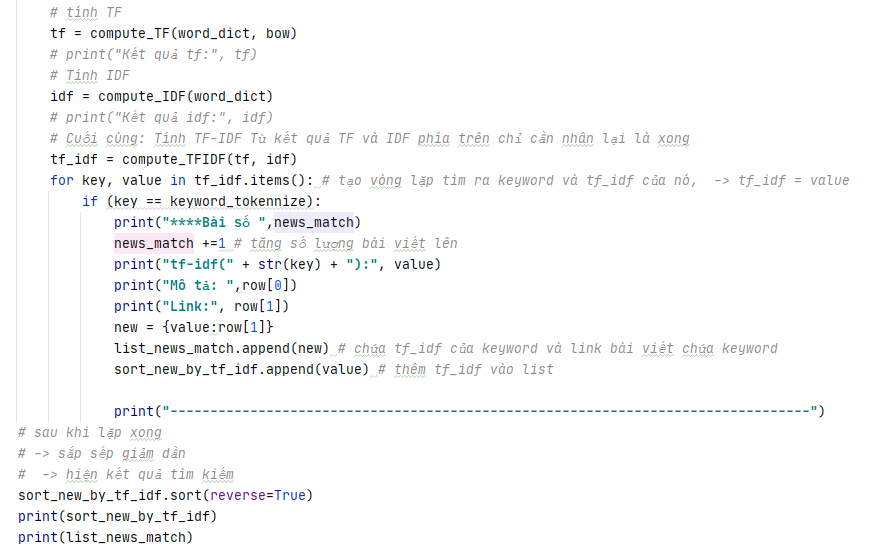 # tính TF
tf = compute_TF(word_dict, bow)
# print("Kết quả tf:", tf)
# Tính IDF
idf = compute_IDF(word_dict)
# print("Kết quả idf:", idf)
# Cuối cùng: Tính TF-IDF Từ kết quả TF và IDF phía trên chỉ cần nhân lại là xong
tf_idf = compute_TFIDF(tf, idf)
for key, value in tf_idf.items(): # tạo vòng lặp tìm ra keyword và tf_idf của nó,  -> tf_idf = value
if (key == keyword_tokennize):
print("****Bài số ",news_match)
news_match +=1 # tăng số lượng bài viết lên
print("tf-idf(" + str(key) + "):", value)
print("Mô tả: ",row[0])
print("Link:", row[1])
new = {value:row[1]}
list_news_match.append(new) # chứa tf_idf của keyword và link bài viết chứa keyword
sort_new_by_tf_idf.append(value) # thêm tf_idf vào list
print("--------------------------------------------------------------------------------")
# sau khi lặp xong
# -> sắp sếp giảm dần
#  -> hiện kết quả tìm kiếm
sort_new_by_tf_idf.sort(reverse=True)
print(sort_new_by_tf_idf)
print(list_news_match)